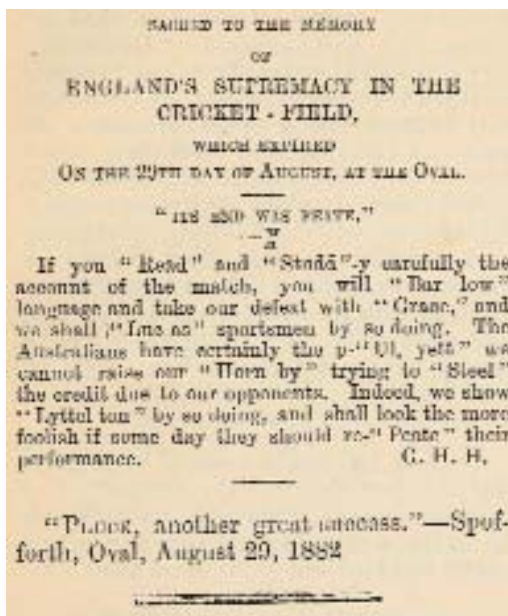 SACRED TO THE MEMORY
OF
ENGLAND'S SUPREMACY IN THE
CRICKET-FIELD,
WHICH EXPIRED
ON THE 29TH DAY OF AUGUST, AT THE OVAL.
"ITS END WAS PEATE."
If you "Read" and "Studd"-y carefully the
account of the match, you will "Bar low"
language and take our defeat with "Grace," and
we shall "Luc as" sportsmen by so doing. The
Australians have certainly the p-"Ul, yett" we
cannot raise our "Horn by" trying to "Steel"
the credit due to our opponents. Indeed, we show
"Lyttel ton" by so doing, and shall look the more
foolish if some day they should re-"Peate" their
performance. C. H. H.
"PLUCK, another great success."—Spof-
forth, Oval, August 29, 1882